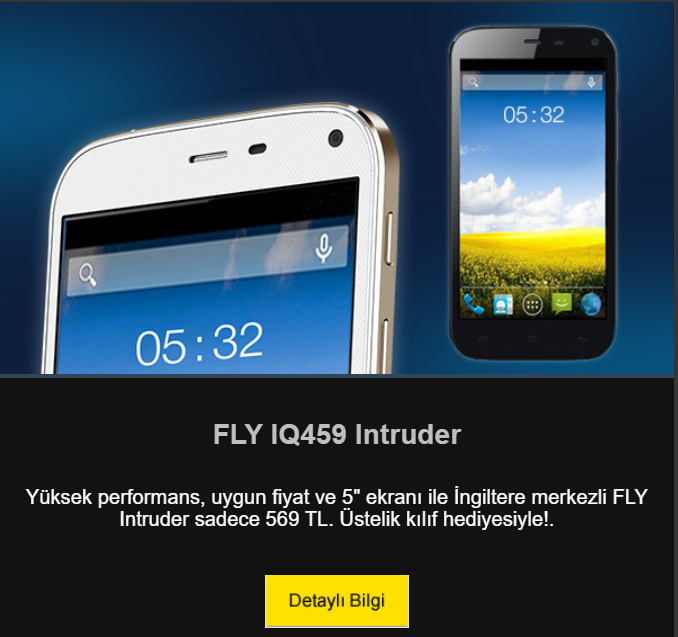 05:32
05:32
FLY IQ459 Intruder
Yüksek performans, uygun fiyat ve 5" ekranı ile İngiltere merkezli FLY
Intruder sadece 569 TL. Üstelik kılıf hediyesiyle!.
Detaylı Bilgi